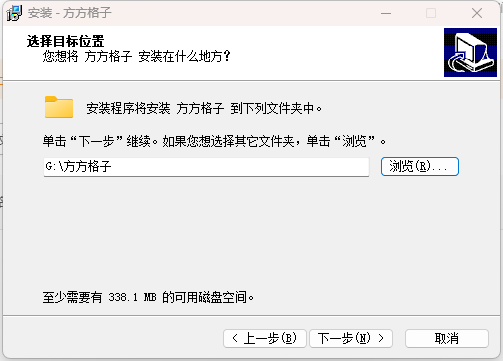 安装 - 方方格子
选择目标位置
您想将 方方格子 安装在什么地方？
安装程序将安装 方方格子 到下列文件夹中。
单击“下一步”继续。如果您想选择其它文件夹，单击“浏览”。
G:\方方格子
浏览(R)...
至少需要有 338.1 MB 的可用磁盘空间。
< 上一步(B)
下一步(N) >
取消